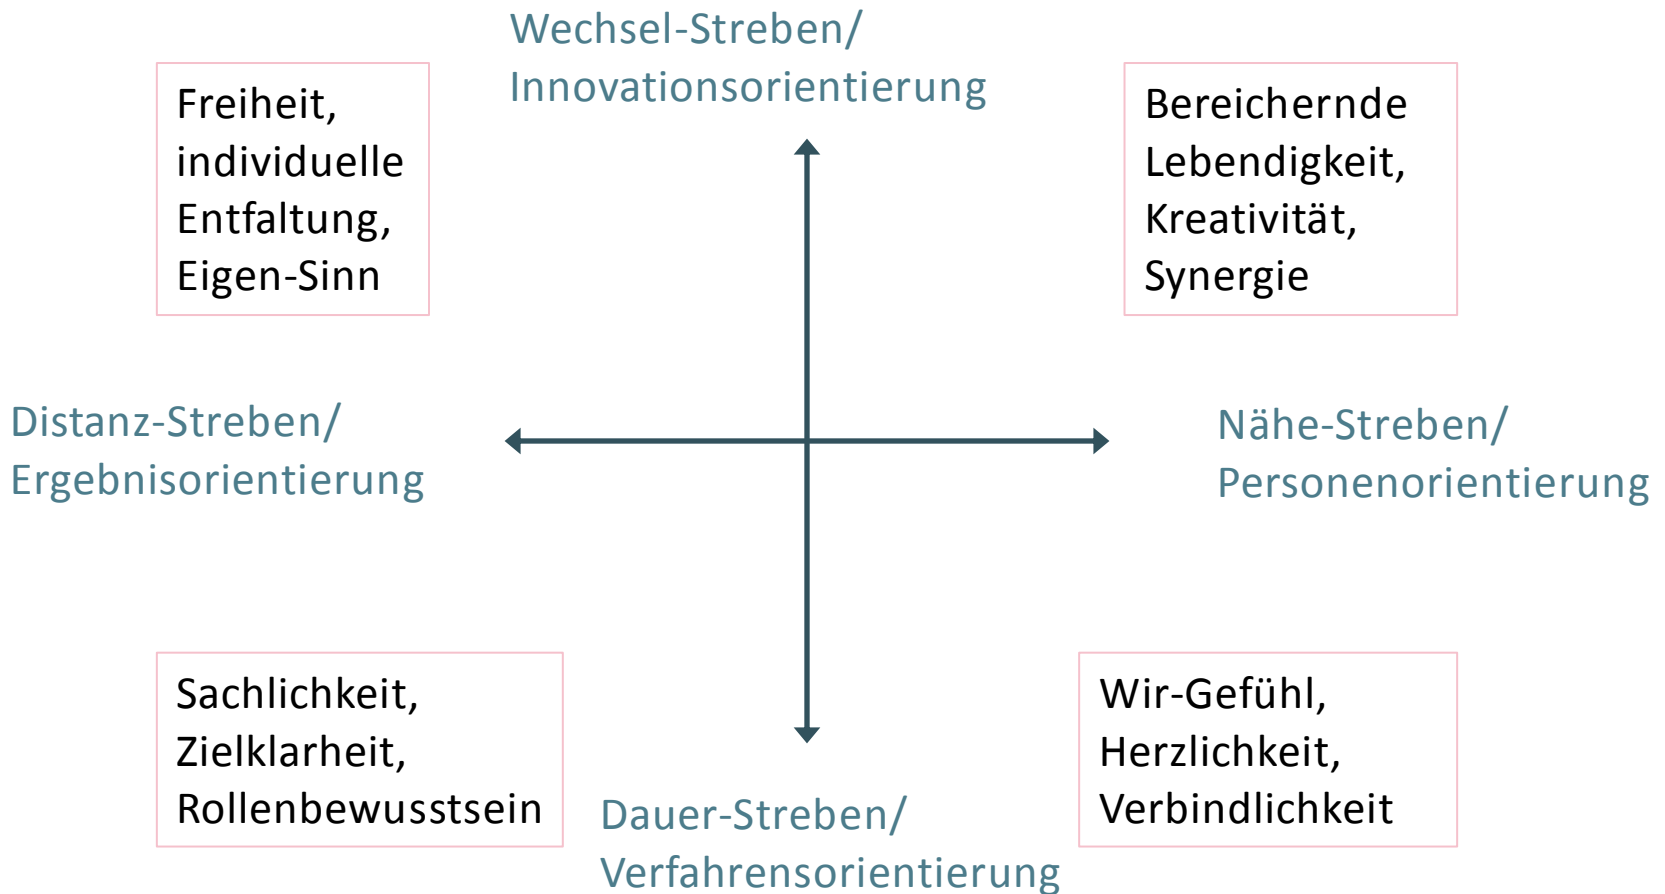 Wechsel-Streben/
Innovationsorientierung
Freiheit,
individuelle
Entfaltung,
Eigen-Sinn
Bereichernde
Lebendigkeit,
Kreativität,
Synergie
Distanz-Streben/
Ergebnisorientierung
Nähe-Streben/
Personenorientierung
Sachlichkeit,
Zielklarheit,
Rollenbewusstsein
Wir-Gefühl,
Herzlichkeit,
Verbindlichkeit
Dauer-Streben/
Verfahrensorientierung